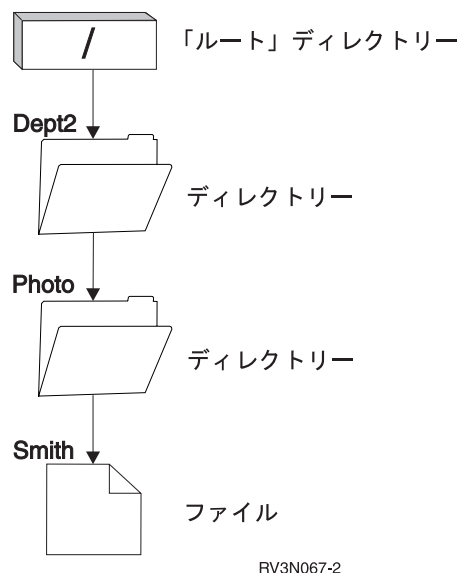 / 「ルート」ディレクトリー
Dept2
ディレクトリー
Photo
ディレクトリー
Smith
ファイル
RV3N067-2